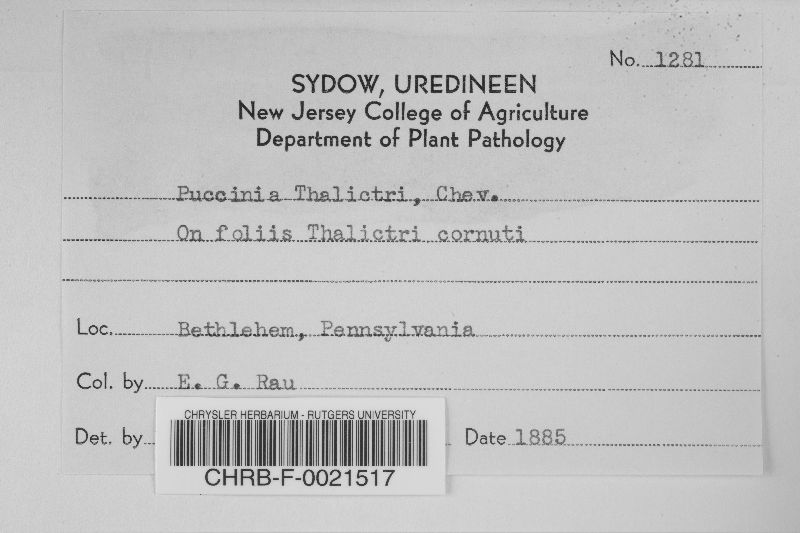 No. 1281
SYDOW, UREDINEEN
New Jersey College of Agriculture
Department of Plant Pathology
Puccinia Thalictri, Chev.
On foliis Thalictri cornuti
Loc. Bethlehem, Pennsylvania
Col. by E. G. Rau
Det. by
Date 1885
CHRYSLER HERBARIUM - RUTGERS UNIVERSITY
CHRB-F-0021517